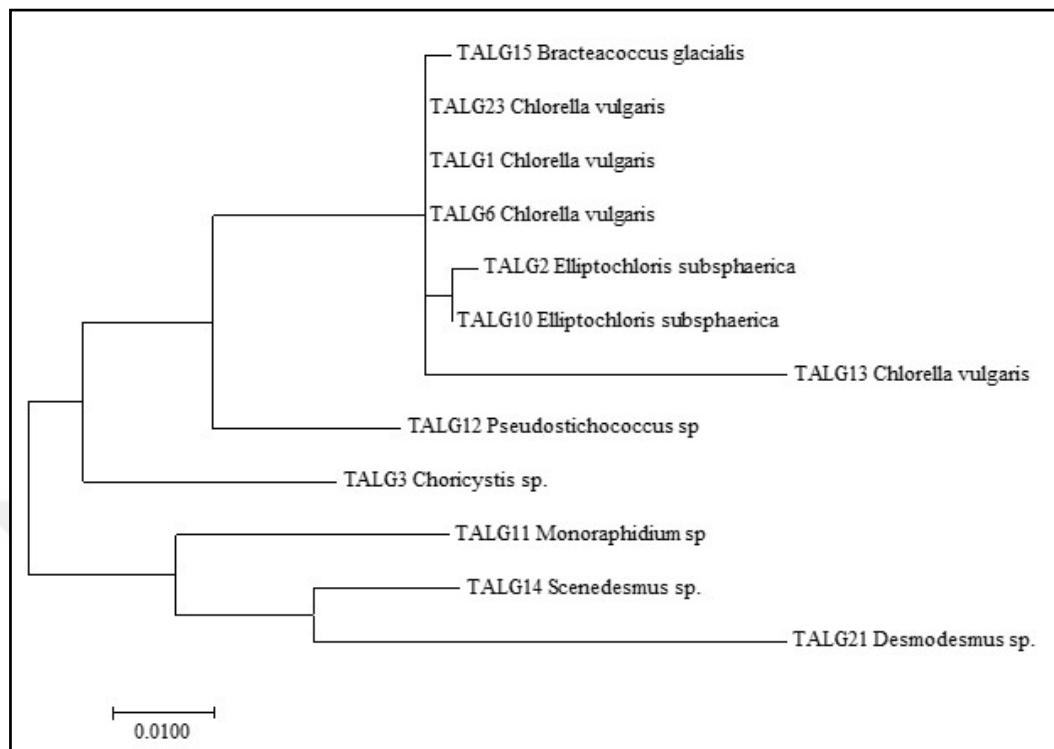 TALG15 Bracteacoccus glacialis
TALG23 Chlorella vulgaris
TALG1 Chlorella vulgaris
TALG6 Chlorella vulgaris
TALG2 Elliptochloris subsphaerica
TALG10 Elliptochloris subsphaerica
TALG13 Chlorella vulgaris
TALG12 Pseudostichococcus sp
TALG3 Choricystis sp.
TALG11 Monoraphidium sp
TALG14 Scenedesmus sp.
TALG21 Desmodesmus sp.
0.0100